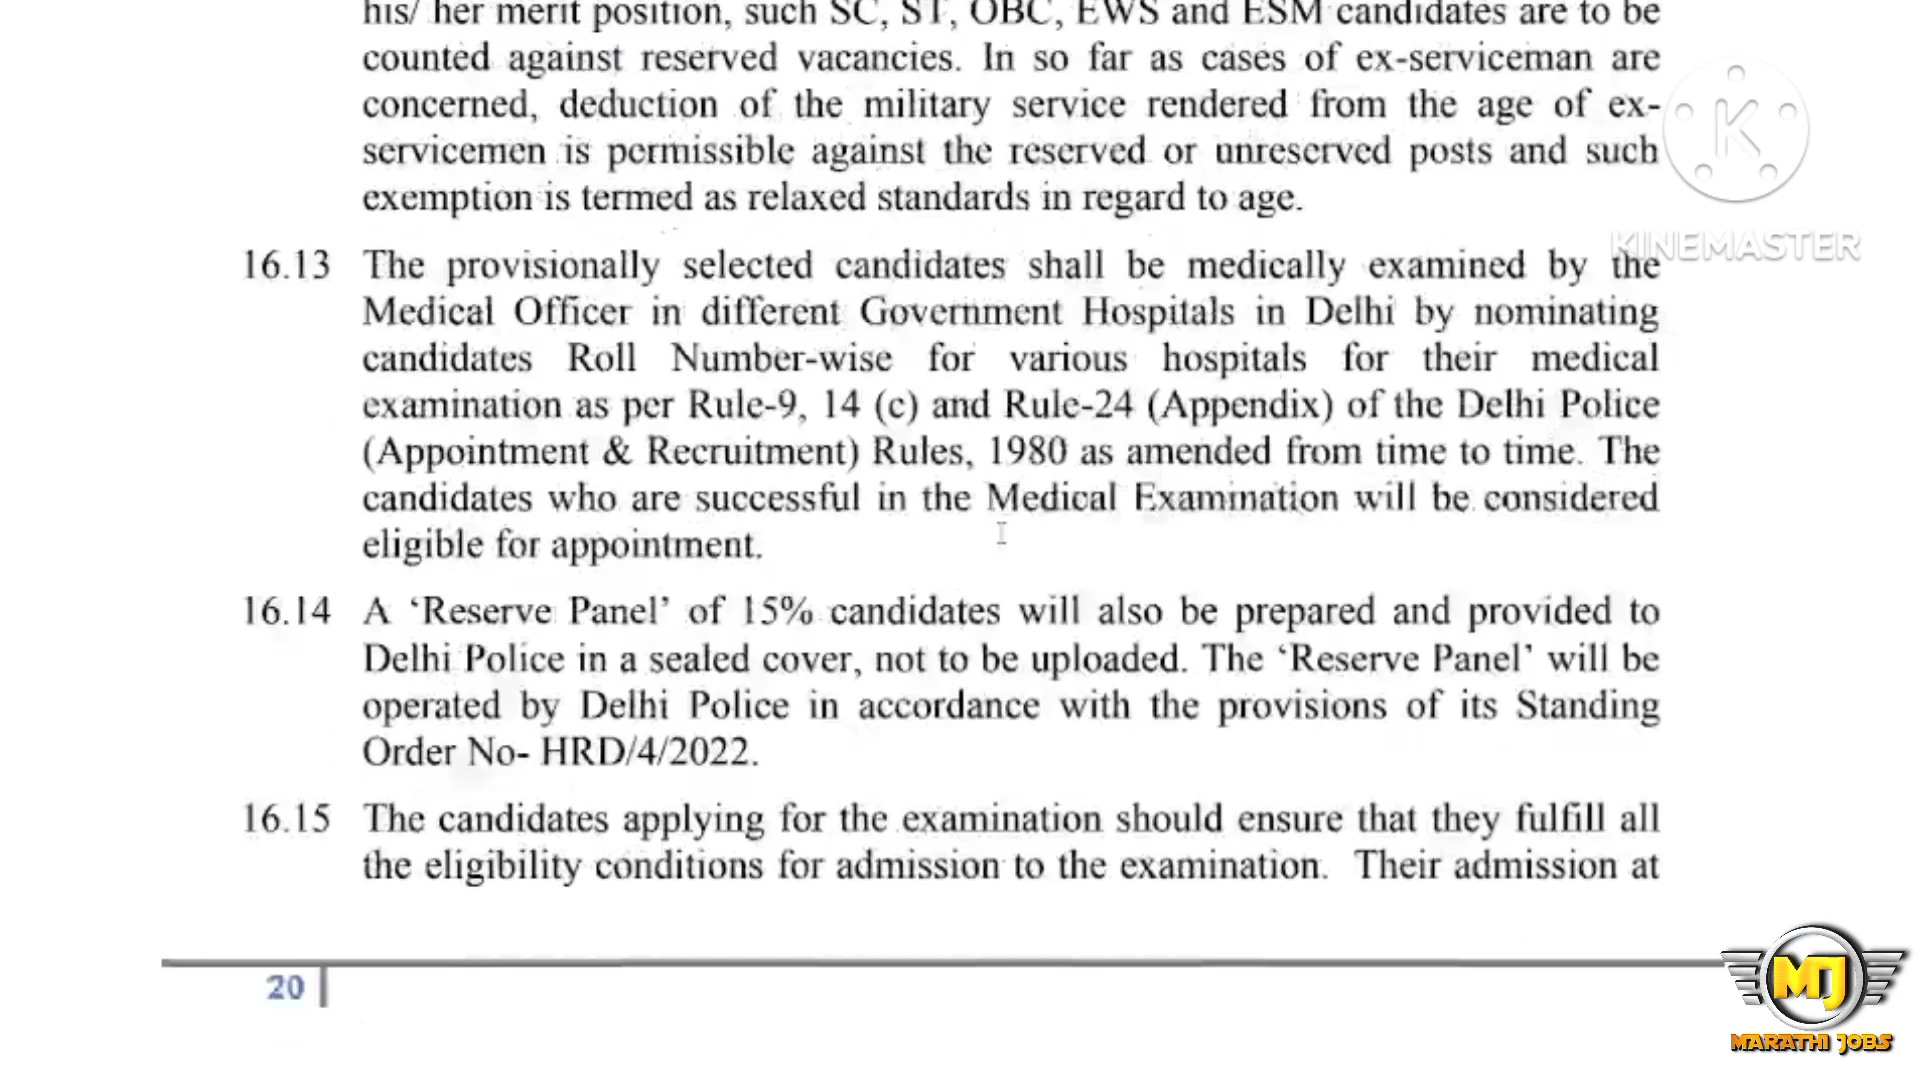 his/ her merit position, such SC, ST, OBC, EWS and ESM candidates are to be
counted against reserved vacancies. In so far as cases of ex-serviceman are
concerned, deduction of the military service rendered from the age of ex-
servicemen is permissible against the reserved or unreserved posts and such
exemption is termed as relaxed standards in regard to age.
K
KINEMASTER
16.13 The provisionally selected candidates shall be medically examined by the
Medical Officer in different Government Hospitals in Delhi by nominating
candidates Roll Number-wise for various hospitals for their medical
examination as per Rule-9, 14 (c) and Rule-24 (Appendix) of the Delhi Police
(Appointment & Recruitment) Rules, 1980 as amended from time to time. The
candidates who are successful in the Medical Examination will be considered
eligible for appointment.
16.14 A ‘Reserve Panel’ of 15% candidates will also be prepared and provided to
Delhi Police in a sealed cover, not to be uploaded. The ‘Reserve Panel’ will be
operated by Delhi Police in accordance with the provisions of its Standing
Order No- HRD/4/2022.
16.15 The candidates applying for the examination should ensure that they fulfill all
the eligibility conditions for admission to the examination. Their admission at
20
MJ
MARATHI JOBS